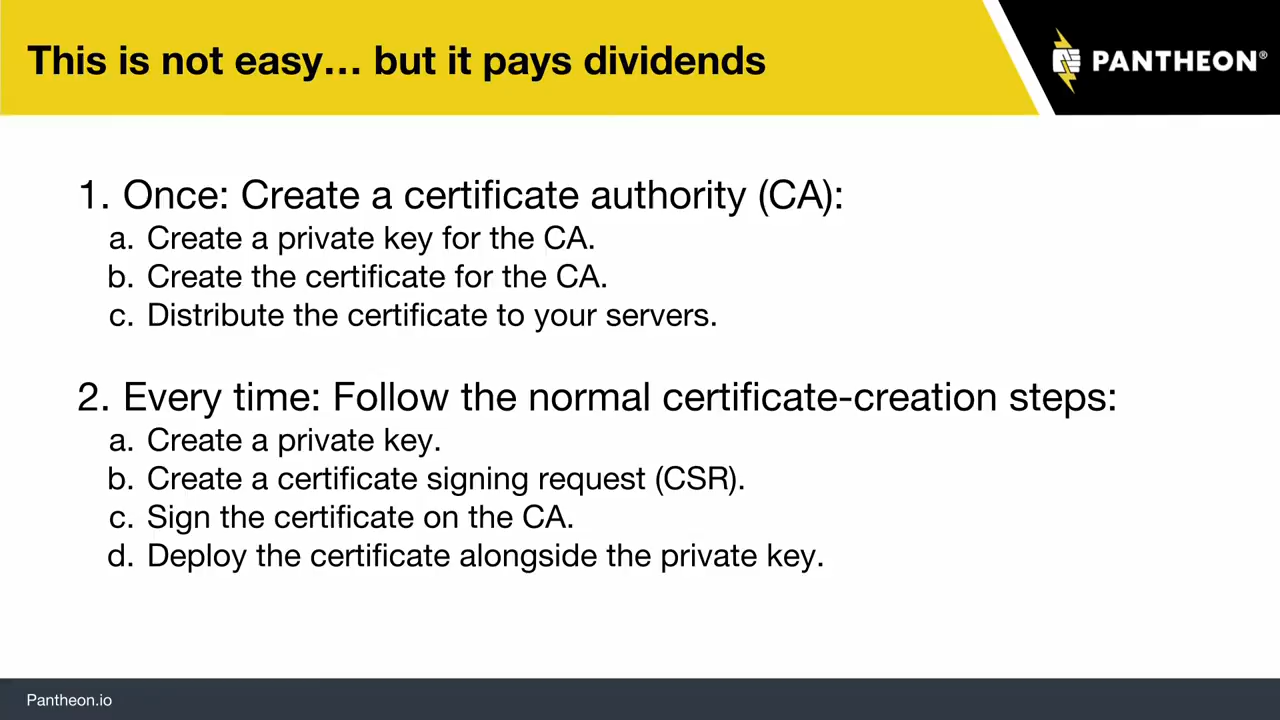 This is not easy… but it pays dividends
PANTHEON®
1. Once: Create a certificate authority (CA):
a. Create a private key for the CA.
b. Create the certificate for the CA.
c. Distribute the certificate to your servers.
2. Every time: Follow the normal certificate-creation steps:
a. Create a private key.
b. Create a certificate signing request (CSR).
c. Sign the certificate on the CA.
d. Deploy the certificate alongside the private key.
Pantheon.io